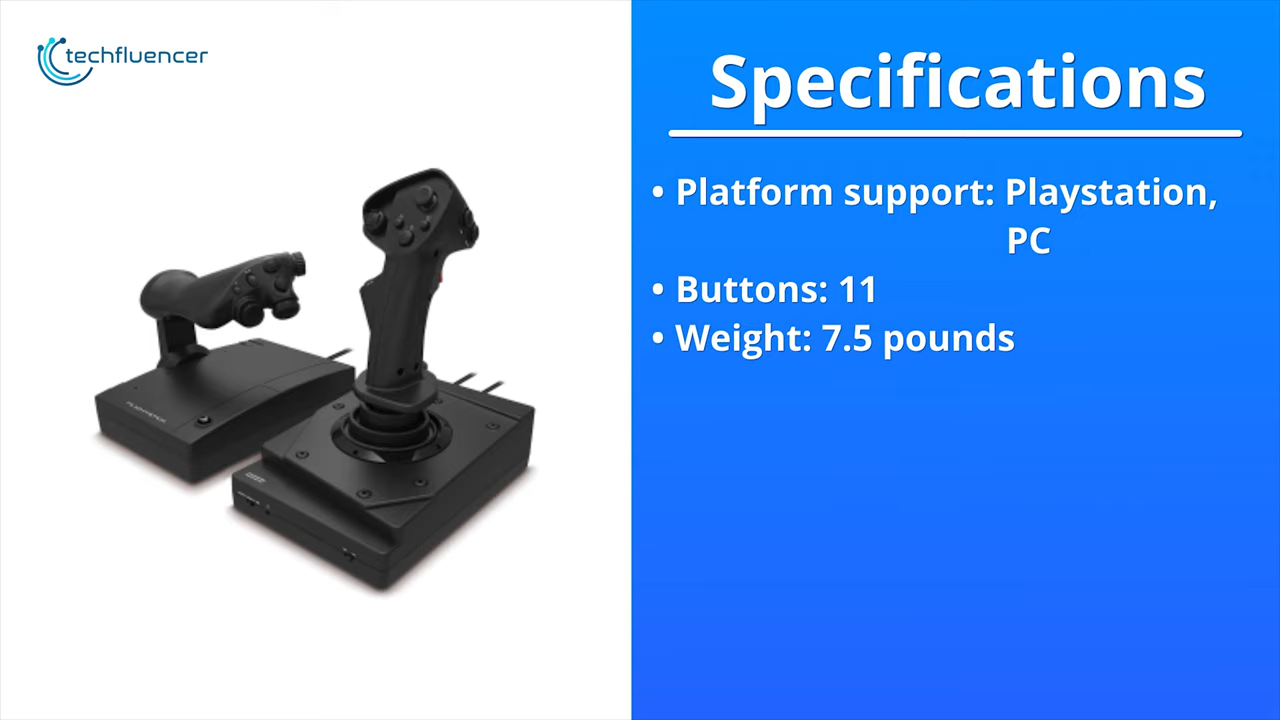 techfluencer
Specifications
• Platform support: Playstation,
PC
• Buttons: 11
• Weight: 7.5 pounds